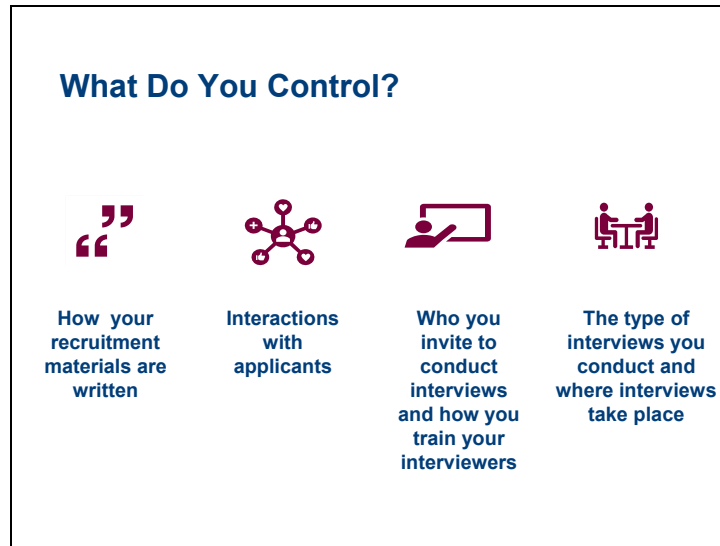 What Do You Control?
How your
recruitment
materials are
written
Interactions
with
applicants
Who you
invite to
conduct
interviews
and how you
train your
interviewers
The type of
interviews you
conduct and
where interviews
take place